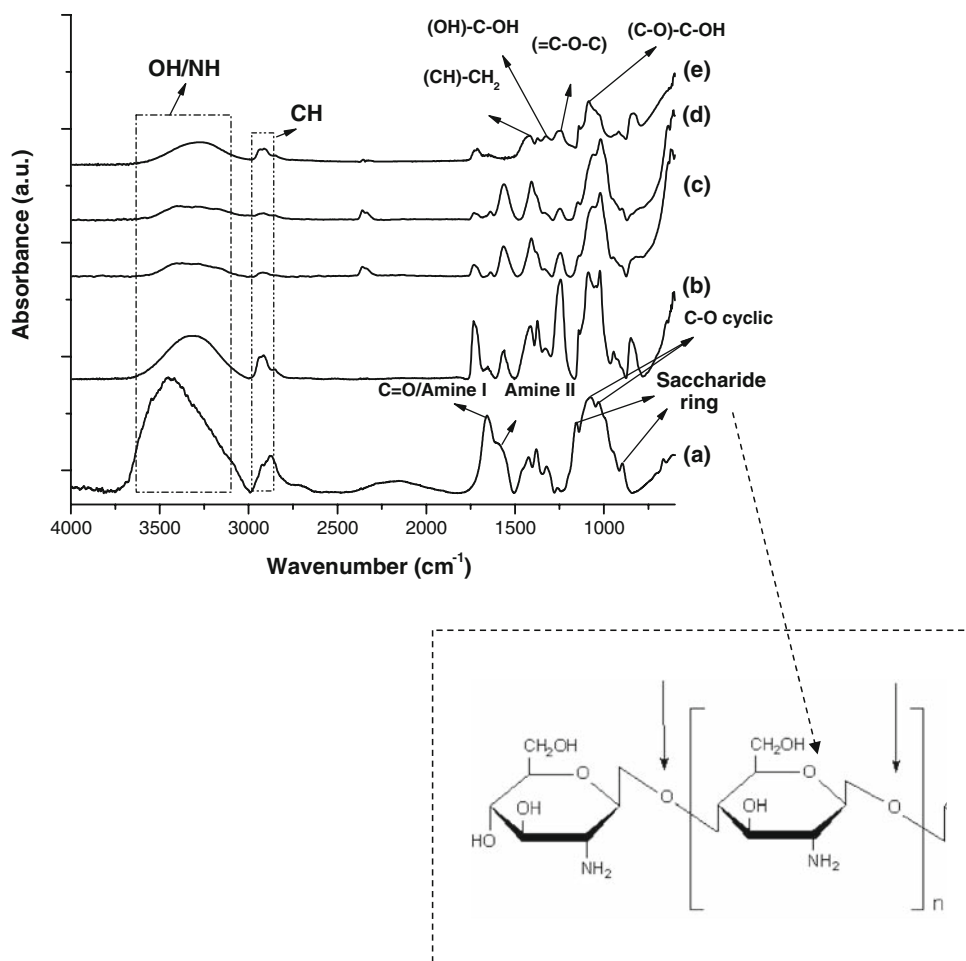 (OH)-C-OH
(C-O)-C-OH
(=C-O-C)
OH/NH
(CH)-CH₂
(e)
CH
(d)
(c)
(b)
C-O cyclic
C=O/Amine I
Amine II
Saccharide
ring
(a)
Absorbance (a.u.)
4000 3500 3000 2500 2000 1500 1000
Wavenumber (cm⁻¹)
CH₂OH
O
O
OH
HO
NH₂
CH₂OH
O
O
OH
NH₂
n